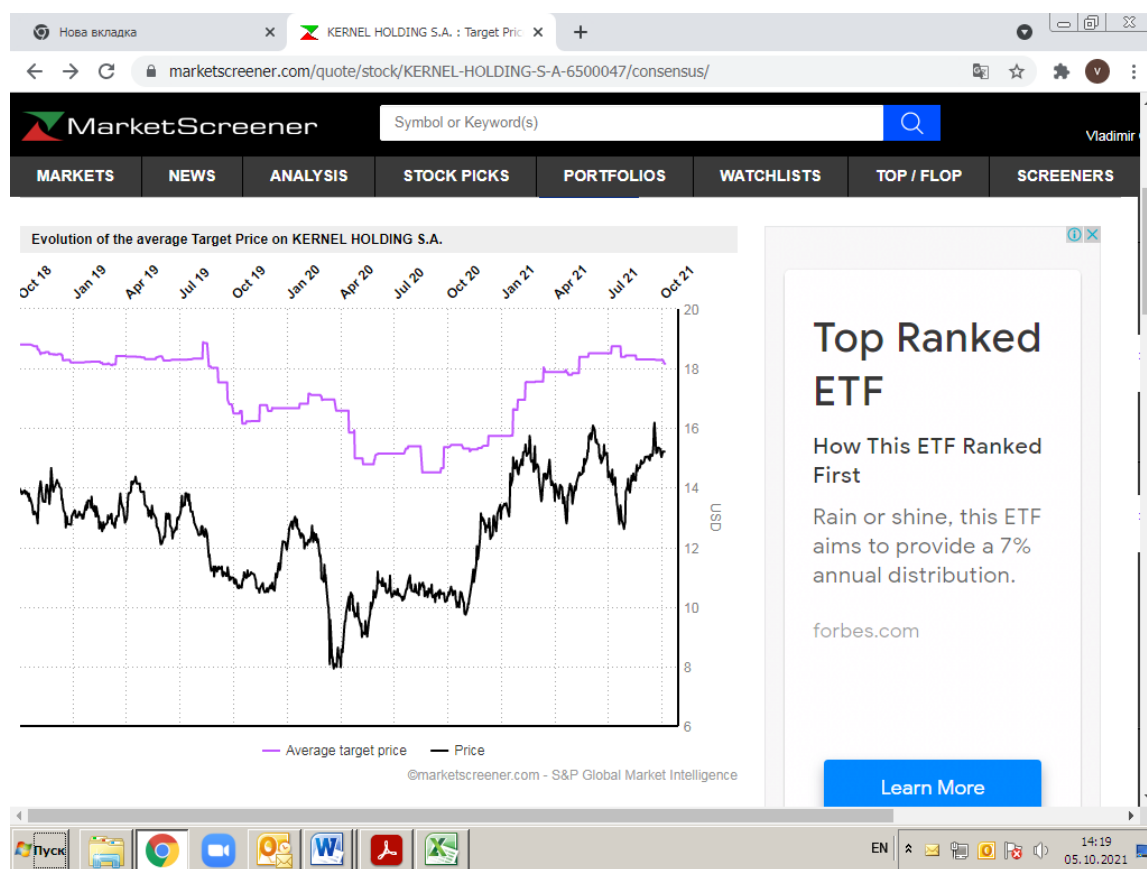 Нова вкладка
KERNEL HOLDING S.A. : Target Pric
marketscreener.com/quote/stock/KERNEL-HOLDING-S-A-6500047/consensus/
V
MarketScreener
Symbol or Keyword(s)
Vladimir
MARKETS NEWS ANALYSIS STOCK PICKS PORTFOLIOS WATCHLISTS TOP / FLOP SCREENERS
Evolution of the average Target Price on KERNEL HOLDING S.A.
Oct 18 Jan 19 Apr 19 Jul 19 Oct 19 Jan 20 Apr 20 Jul 20 Oct 20 Jan 21 Apr 21 Jul 21 Oct 21
20
18
16
14
12
10
8
6
USD
Average target price Price
©marketscreener.com - S&P Global Market Intelligence
Top Ranked
ETF
How This ETF Ranked
First
Rain or shine, this ETF
aims to provide a 7%
annual distribution.
forbes.com
Learn More
Пуск
EN
14:19
05.10.2021